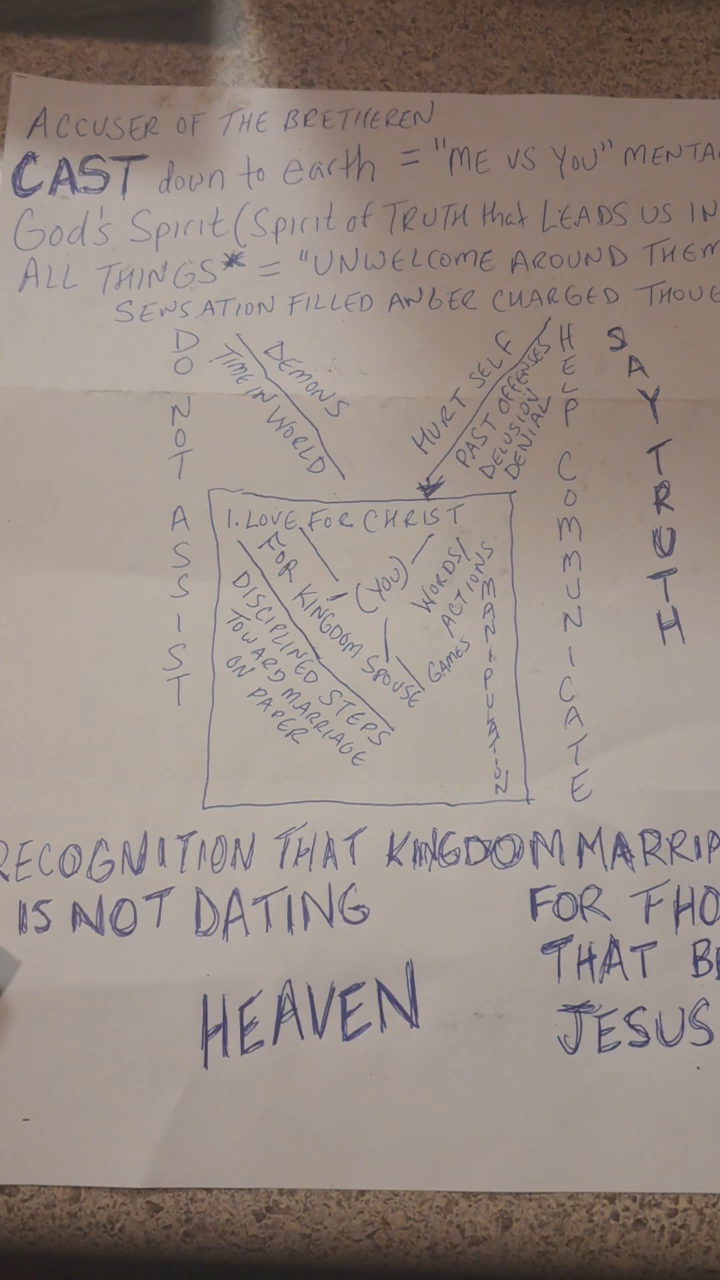 ACCUSER OF THE BRETHEREN
CAST down to earth = "ME VS YOU" MENTA
God's Spirit (Spirit of TRUTH that LEADS US IN
ALL THINGS* = "UNWELCOME AROUND THEM
SENSATION FILLED ANGER CHARGED THOUG
DO NOT ASSIST
DEMONS
TIME IN WORLD
HURT SELF
PAST OFFENSES
DELUSION
DENIAL
HELP COMMUNICATE
SAY TRUTH
1. LOVE FOR CHRIST
FOR KINGDOM SPOUSE
(YOU)
WORDS/
ACTIONS
GAMES
MANIPULATION
DISCIPLINED STEPS
TOWARD MARRIAGE
ON PAPER
RECOGNITION THAT KINGDOM MARRIA
IS NOT DATING
FOR THO
THAT BE
JESUS
HEAVEN